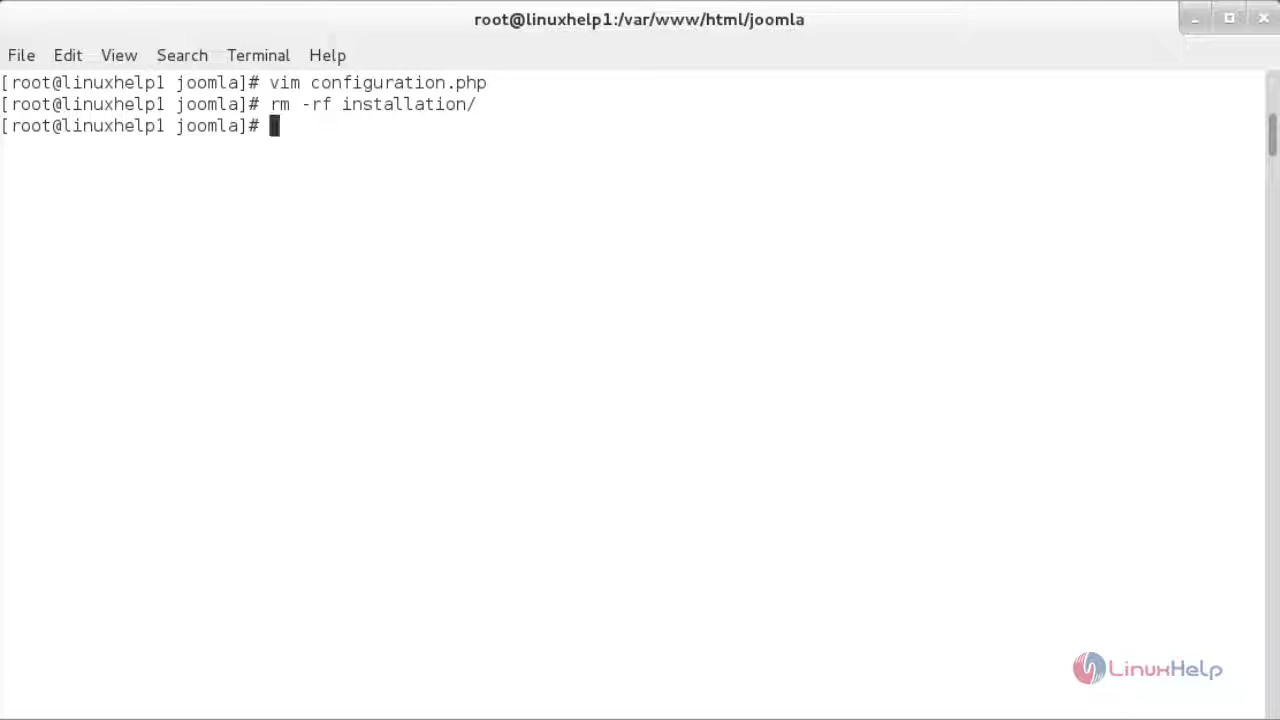 root@linuxhelp1:/var/www/html/joomla
File Edit View Search Terminal Help
[root@linuxhelp1 joomla]# vim configuration.php
[root@linuxhelp1 joomla]# rm -rf installation/
[root@linuxhelp1 joomla]#
LinuxHelp